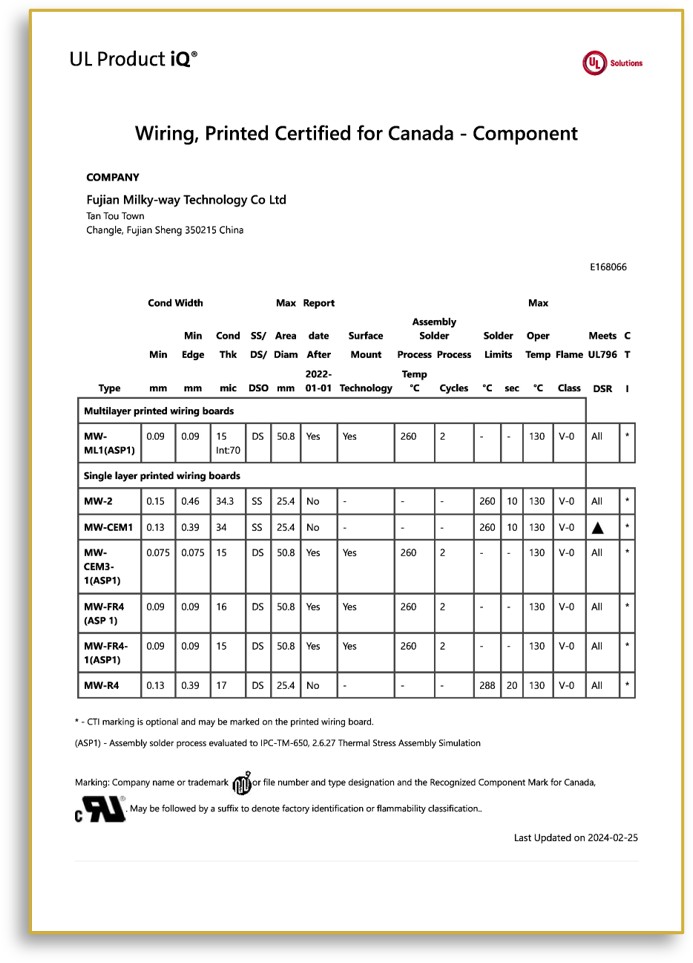 UL Product iQ®
UL Solutions
Wiring, Printed Certified for Canada - Component
COMPANY
Fujian Milky-way Technology Co Ltd
Tan Tou Town
Changle, Fujian Sheng 350215 China
E168066
Cond Width Max Report Max
Assembly
Min Cond SS/ Area date Surface Solder Solder Oper Meets C
Min Edge Thk DS/ Diam After Mount Process Process Limits Temp Flame UL796 T
2022- Temp
Type mm mm mic DSO mm 01-01 Technology °C Cycles °C sec °C Class DSR I
Multilayer printed wiring boards
MW- 0.09 0.09 15 DS 50.8 Yes Yes 260 2 - - 130 V-0 All *
ML1(ASP1) Int:70
Single layer printed wiring boards
MW-2 0.15 0.46 34.3 SS 25.4 No - - - 260 10 130 V-0 All *
MW-CEM1 0.13 0.39 34 SS 25.4 No - - - 260 10 130 V-0 ▲ *
MW- 0.075 0.075 15 DS 50.8 Yes Yes 260 2 - - 130 V-0 All *
CEM3-
1(ASP1)
MW-FR4 0.09 0.09 16 DS 50.8 Yes Yes 260 2 - - 130 V-0 All *
(ASP 1)
MW-FR4- 0.09 0.09 15 DS 50.8 Yes Yes 260 2 - - 130 V-0 All *
1(ASP1)
MW-R4 0.13 0.39 17 DS 25.4 No - - - 288 20 130 V-0 All *
* - CTI marking is optional and may be marked on the printed wiring board.
(ASP1) - Assembly solder process evaluated to IPC-TM-650, 2.6.27 Thermal Stress Assembly Simulation
Marking: Company name or trademark or file number and type designation and the Recognized Component Mark for Canada,
. May be followed by a suffix to denote factory identification or flammability classification..
Last Updated on 2024-02-25